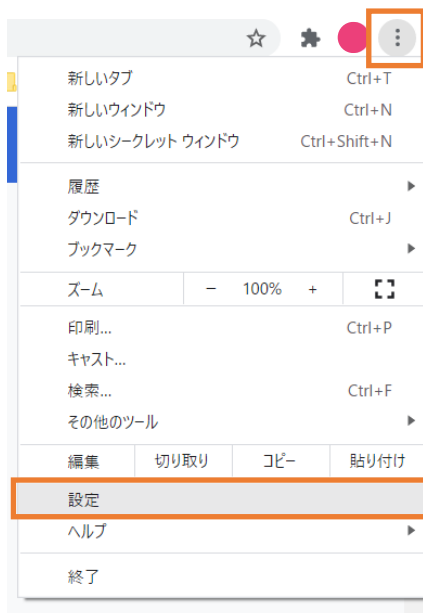 新しいタブ Ctrl+T
新しいウィンドウ Ctrl+N
新しいシークレット ウィンドウ Ctrl+Shift+N
履歴
ダウンロード Ctrl+J
ブックマーク
ズーム − 100% +
印刷... Ctrl+P
キャスト...
検索... Ctrl+F
その他のツール
編集 切り取り コピー 貼り付け
設定
ヘルプ
終了